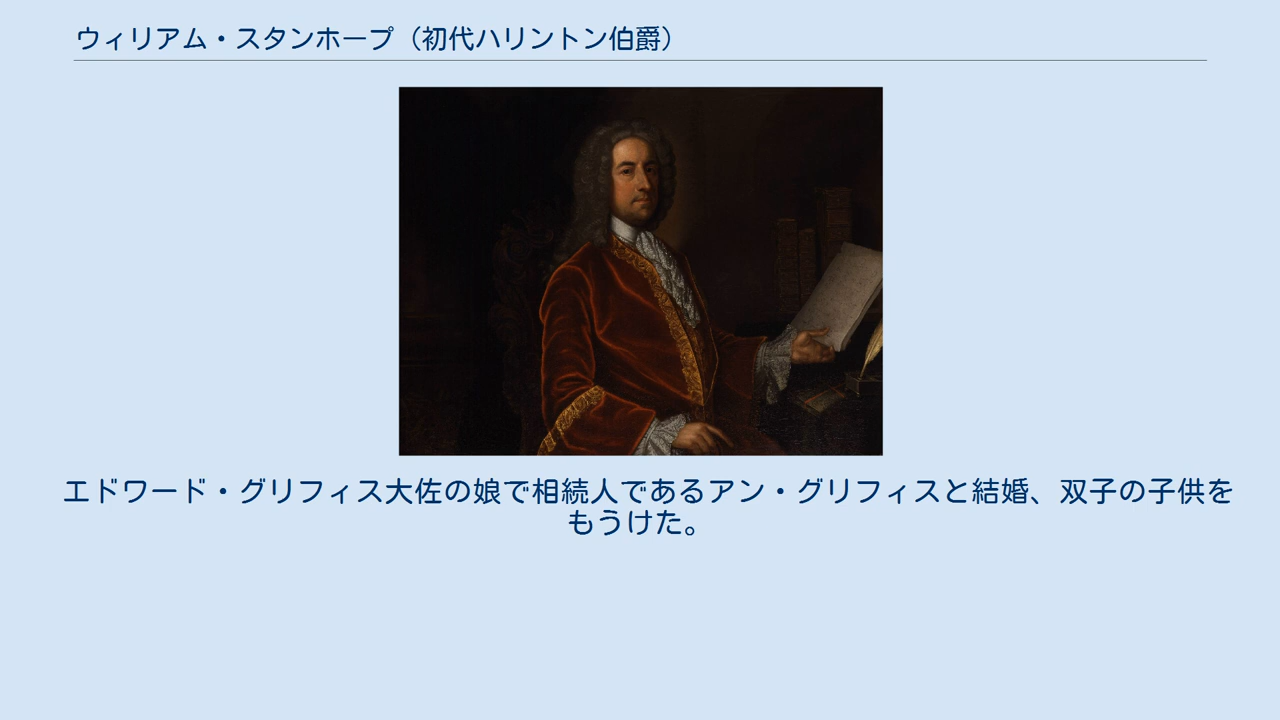 ウィリアム・スタンホープ（初代ハリントン伯爵）
エドワード・グリフィス大佐の娘で相続人であるアン・グリフィスと結婚、双子の子供を
もうけた。